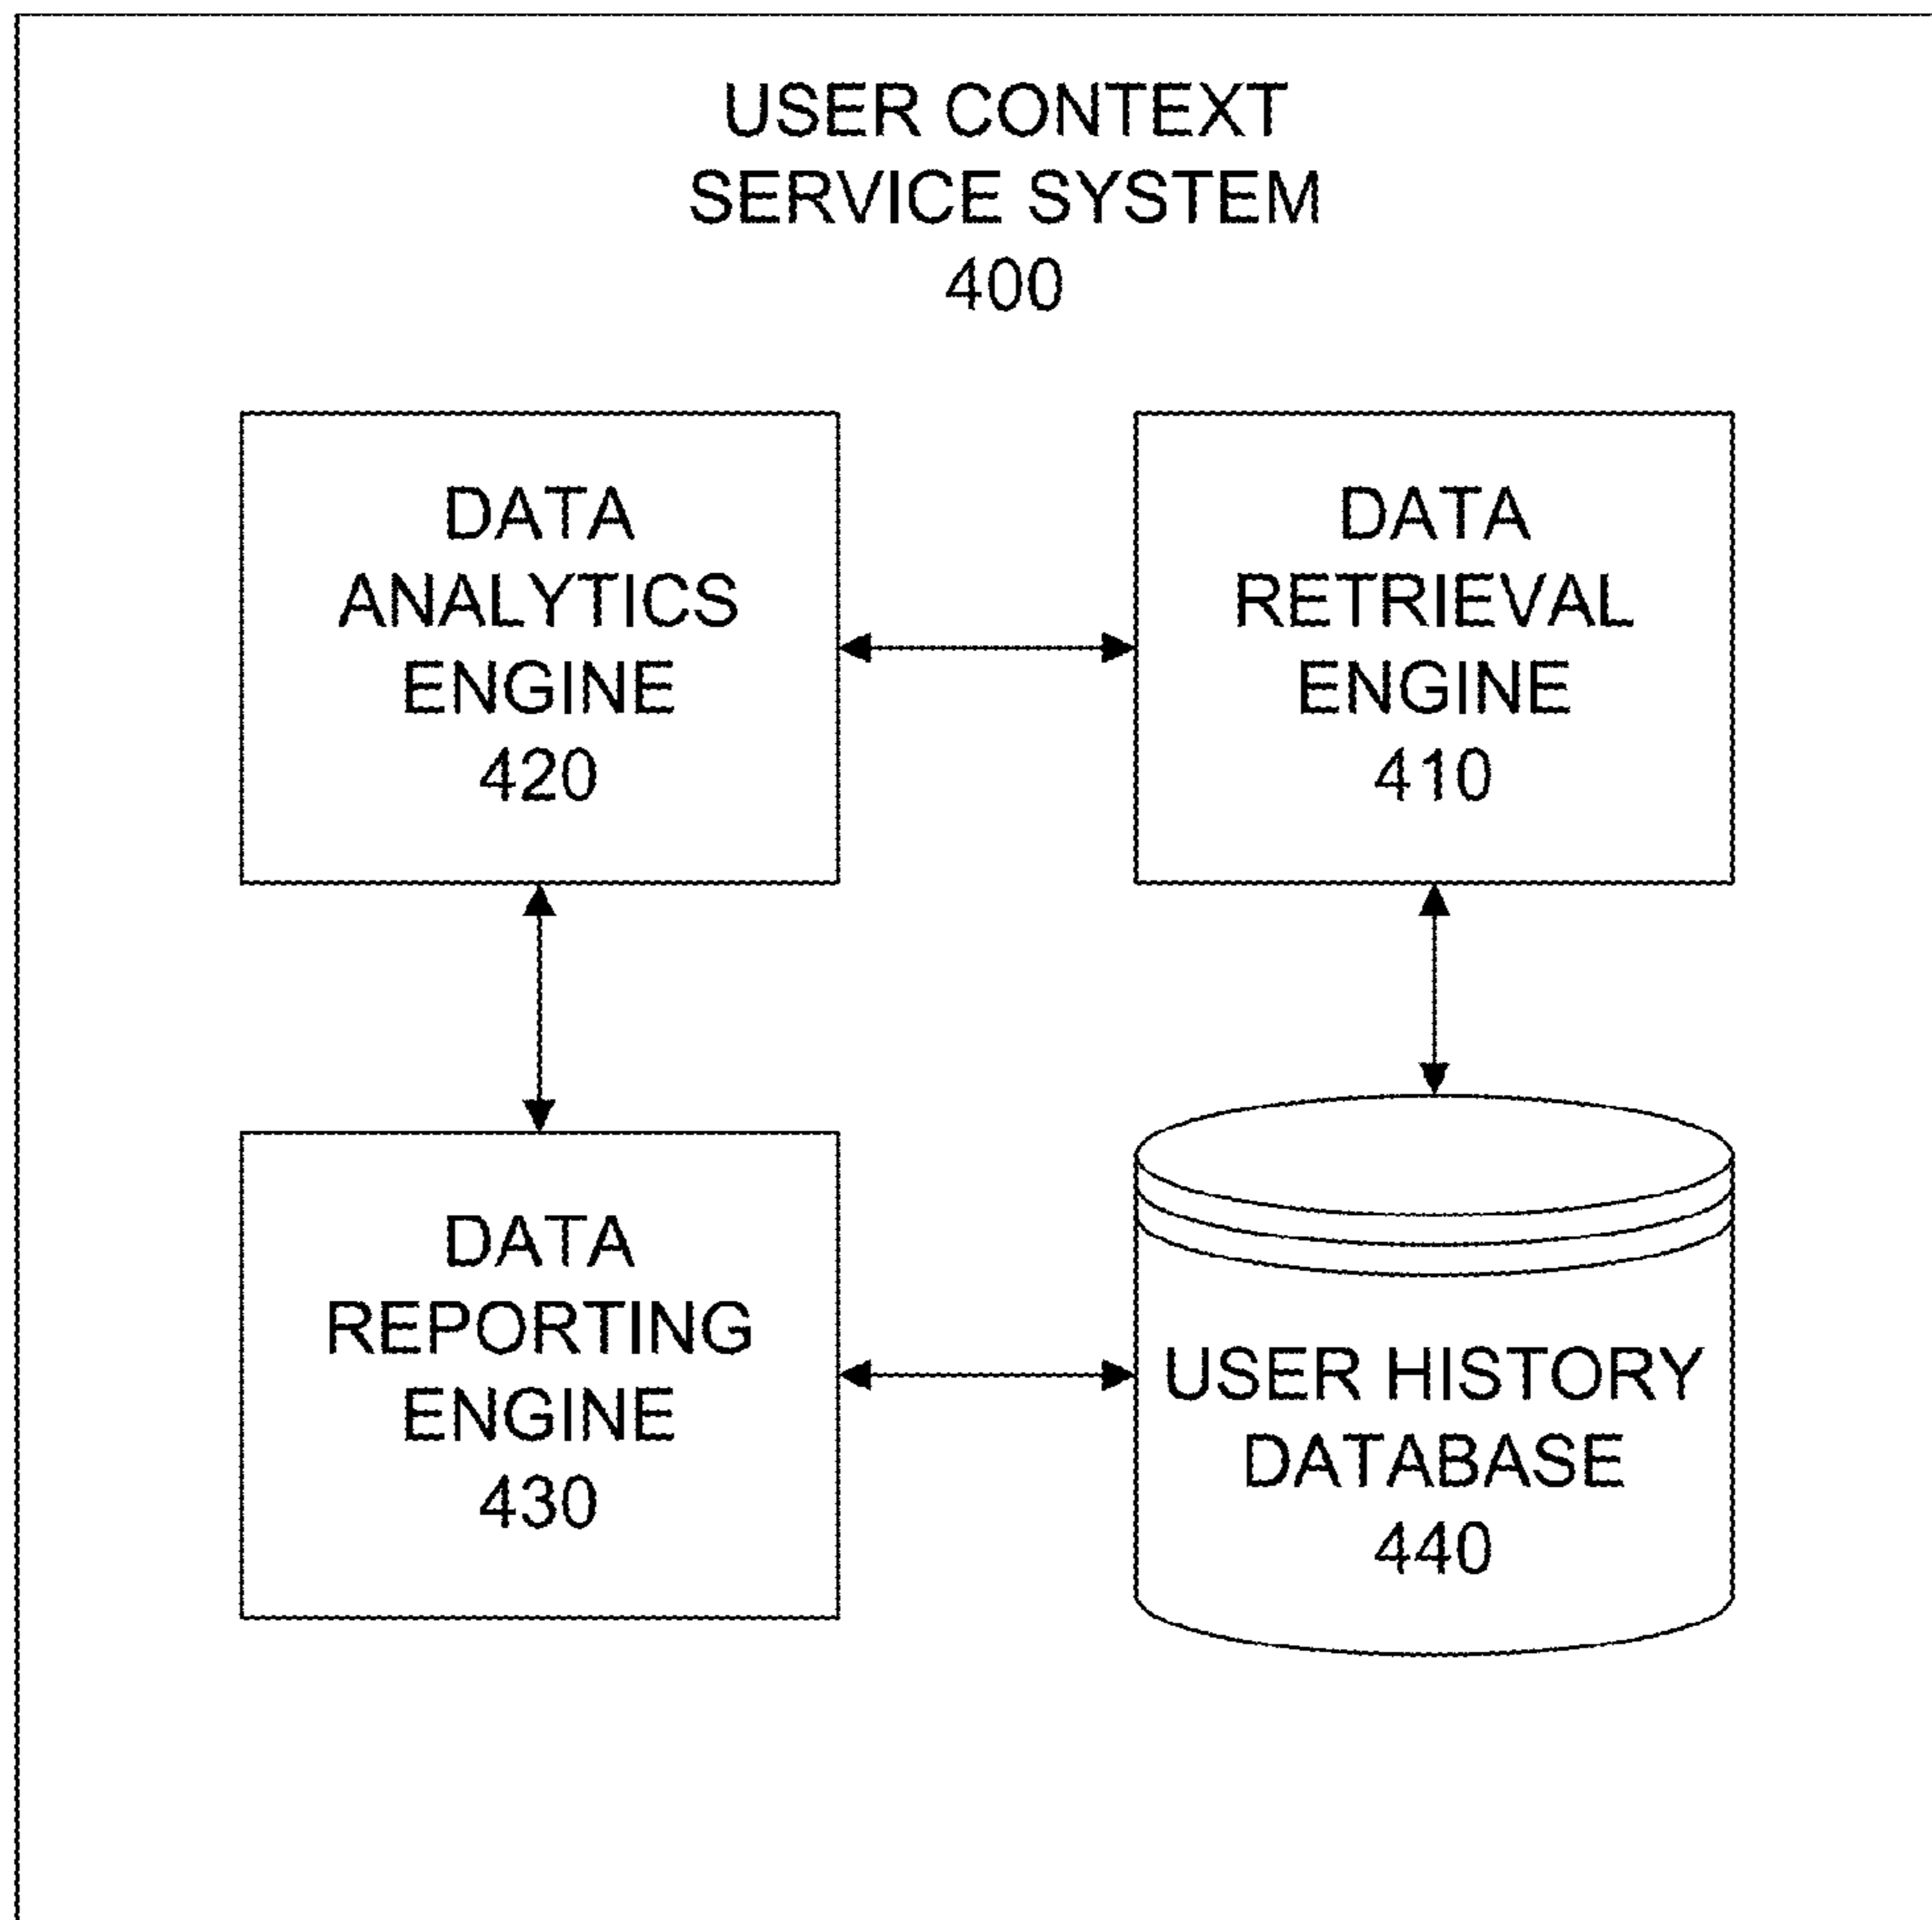 USER CONTEXT
SERVICE SYSTEM
400
DATA
ANALYTICS
ENGINE
420
DATA
RETRIEVAL
ENGINE
410
DATA
REPORTING
ENGINE
430
USER HISTORY
DATABASE
440